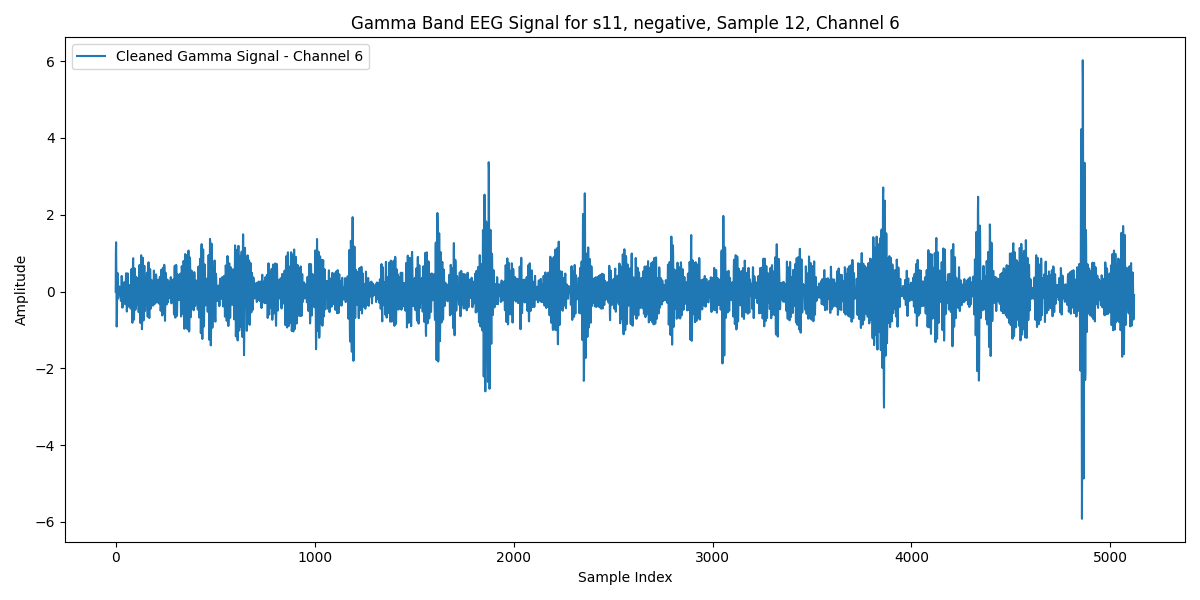 Gamma Band EEG Signal for s11, negative, Sample 12, Channel 6
Cleaned Gamma Signal - Channel 6
6
4
2
0
−2
−4
−6
Amplitude
0 1000 2000 3000 4000 5000
Sample Index